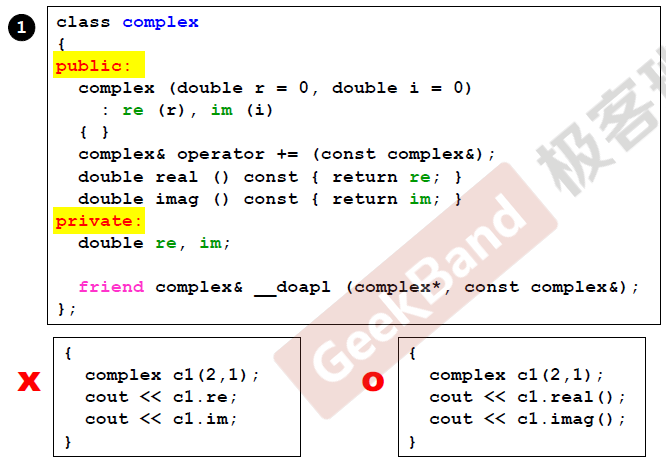 1
class complex
{
public:
complex (double r = 0, double i = 0)
: re (r), im (i)
{ }
complex& operator += (const complex&);
double real () const { return re; }
double imag () const { return im; }
private:
double re, im;
friend complex& __doapl (complex*, const complex&);
};
GeekBand 极客班
x
{
complex c1(2,1);
cout << c1.re;
cout << c1.im;
}
o
{
complex c1(2,1);
cout << c1.real();
cout << c1.imag();
}